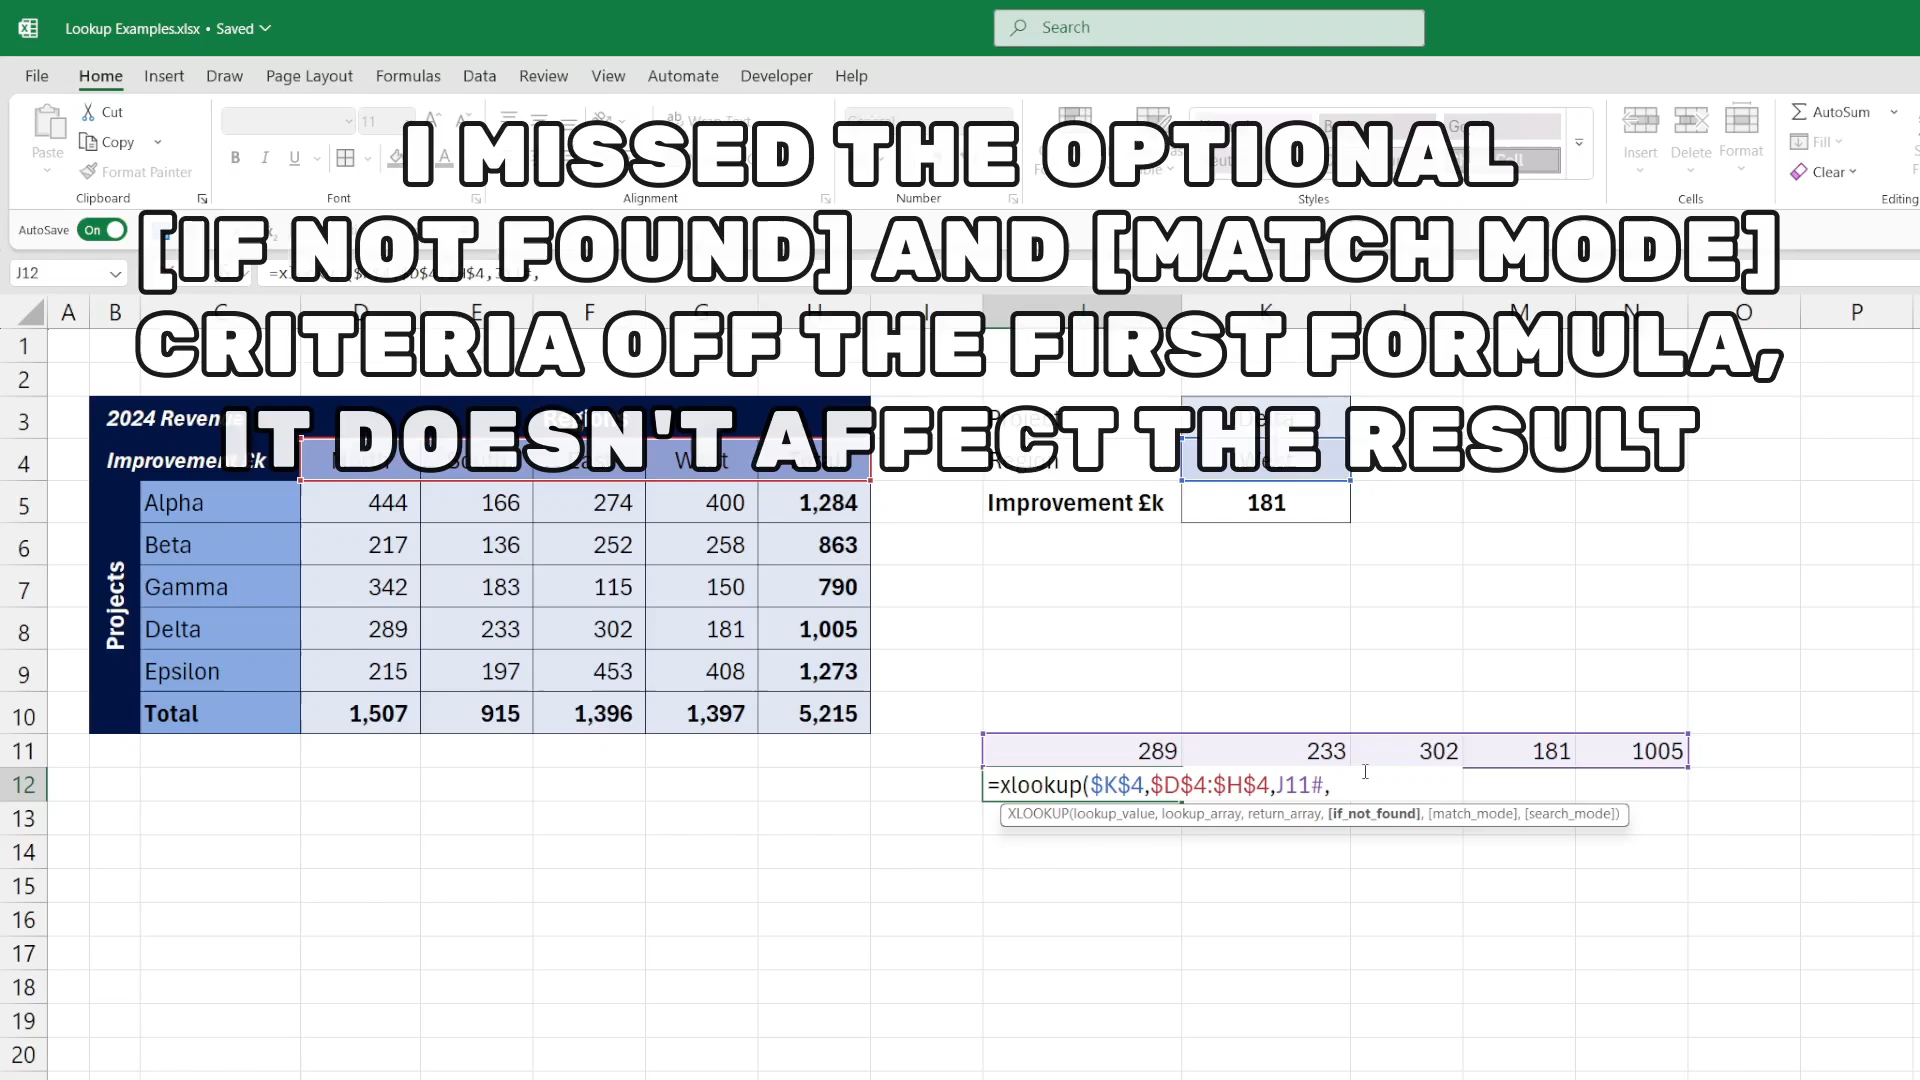 Lookup Examples.xlsx • Saved
Search
File Home Insert Draw Page Layout Formulas Data Review View Automate Developer Help
Paste
Cut
Copy
Format Painter
Clipboard
11
B I U
Font
Alignment
Number
Styles
Insert Delete Format
Cells
AutoSum
Fill
Clear
Editing
AutoSave On
I MISSED THE OPTIONAL
[IF NOT FOUND] AND [MATCH MODE]
CRITERIA OFF THE FIRST FORMULA,
IT DOESN'T AFFECT THE RESULT
J12
A B C D E F G H I J K L M N O P
1
2
3 2024 Revenue
4 Improvement £k
5 Alpha 444 166 274 400 1,284 Improvement £k 181
6 Beta 217 136 252 258 863
7 Gamma 342 183 115 150 790
Projects
8 Delta 289 233 302 181 1,005
9 Epsilon 215 197 453 408 1,273
10 Total 1,507 915 1,396 1,397 5,215
11 289 233 302 181 1005
12 =xlookup($K$4,$D$4:$H$4,J11#,
XLOOKUP(lookup_value, lookup_array, return_array, [if_not_found], [match_mode], [search_mode])
13
14
15
16
17
18
19
20